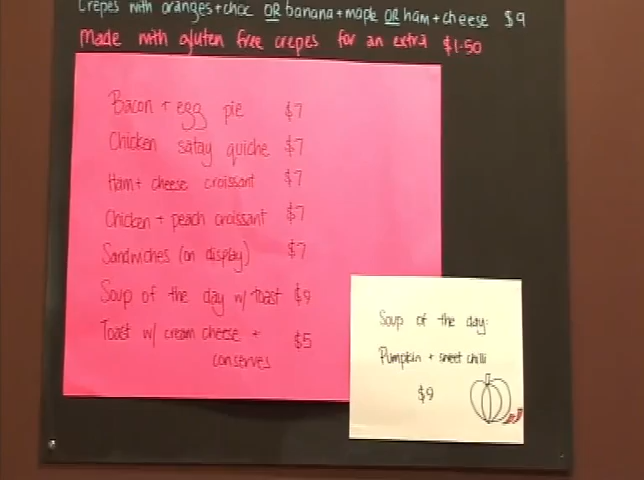 Crepes with oranges+choc OR banana+maple OR ham+cheese $9
Made with gluten free crepes for an extra $1.50
Bacon + egg pie $7
Chicken satay quiche $7
Ham+ cheese croissant $7
Chicken + peach croissant $7
Sandwiches (on display) $7
Soup of the day w/ toast $9
Toast w/ cream cheese + $5
conserves
Soup of the day:
Pumpkin + sweet chilli
$9